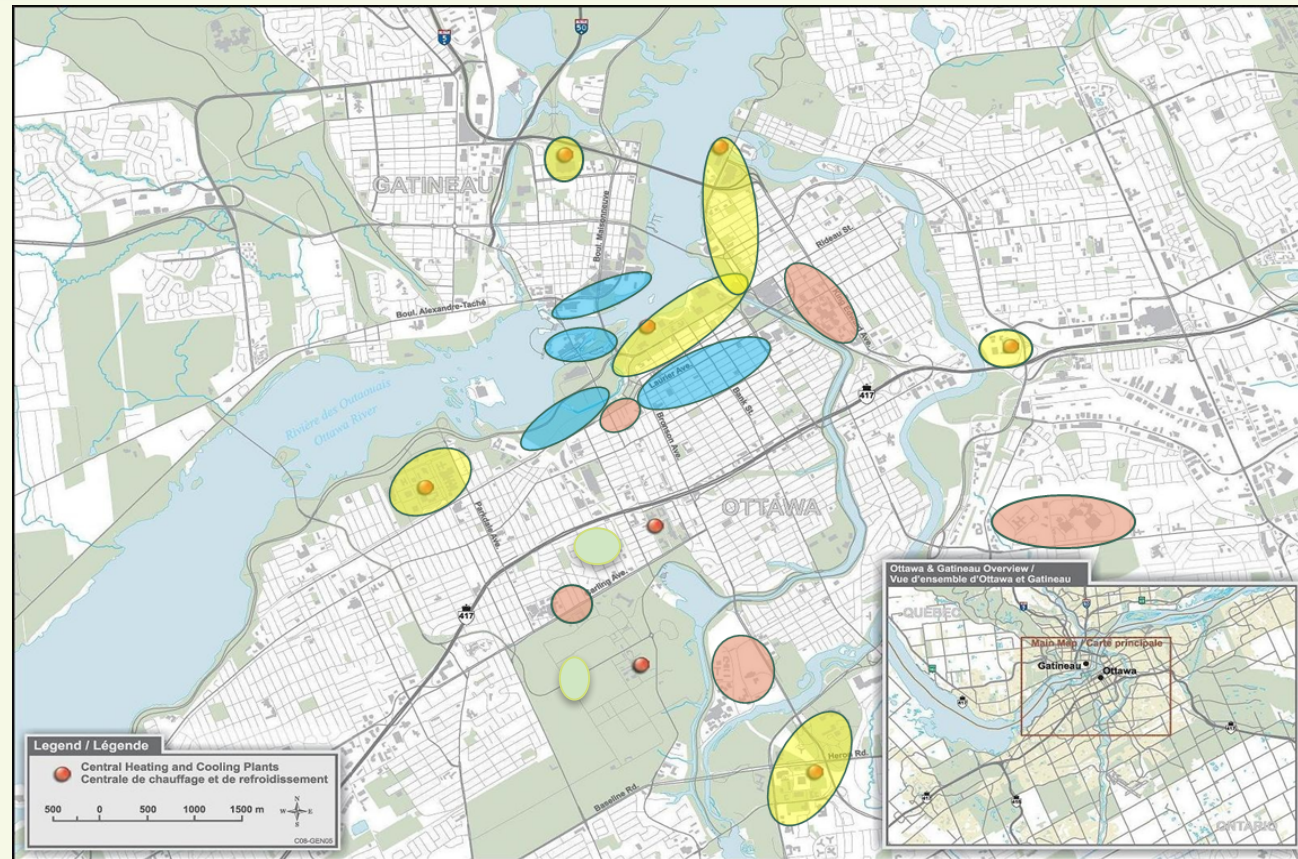 5
50
GATINEAU
Boul. Maisonneuve
Rideau St.
Boul. Alexandre-Taché
Laurier Ave.
Bank St.
417
Rivière des Outaouais
Ottawa River
Bronson Ave.
OTTAWA
Parkdale Ave.
Carling Ave.
417
Heron Rd.
Baseline Rd.
Legend / Légende
Central Heating and Cooling Plants
Centrale de chauffage et de refroidissement
500 0 500 1000 1500 m
N
W E
S
C08-GEN05
Ottawa & Gatineau Overview /
Vue d'ensemble d'Ottawa et Gatineau
QUÉBEC
Main Map / Carte principale
Gatineau
Ottawa
ONTARIO